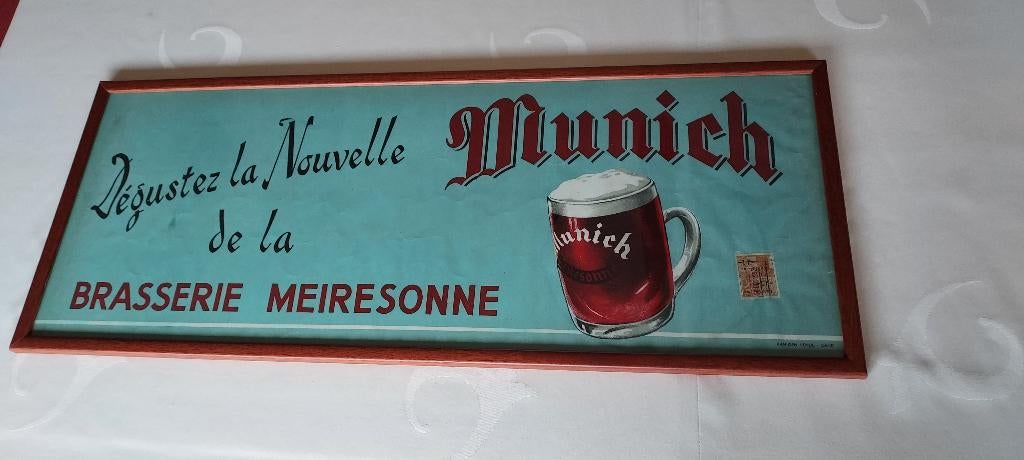 Dégustez la Nouvelle
de la
BRASSERIE MEIRESONNE
Munich
Munich